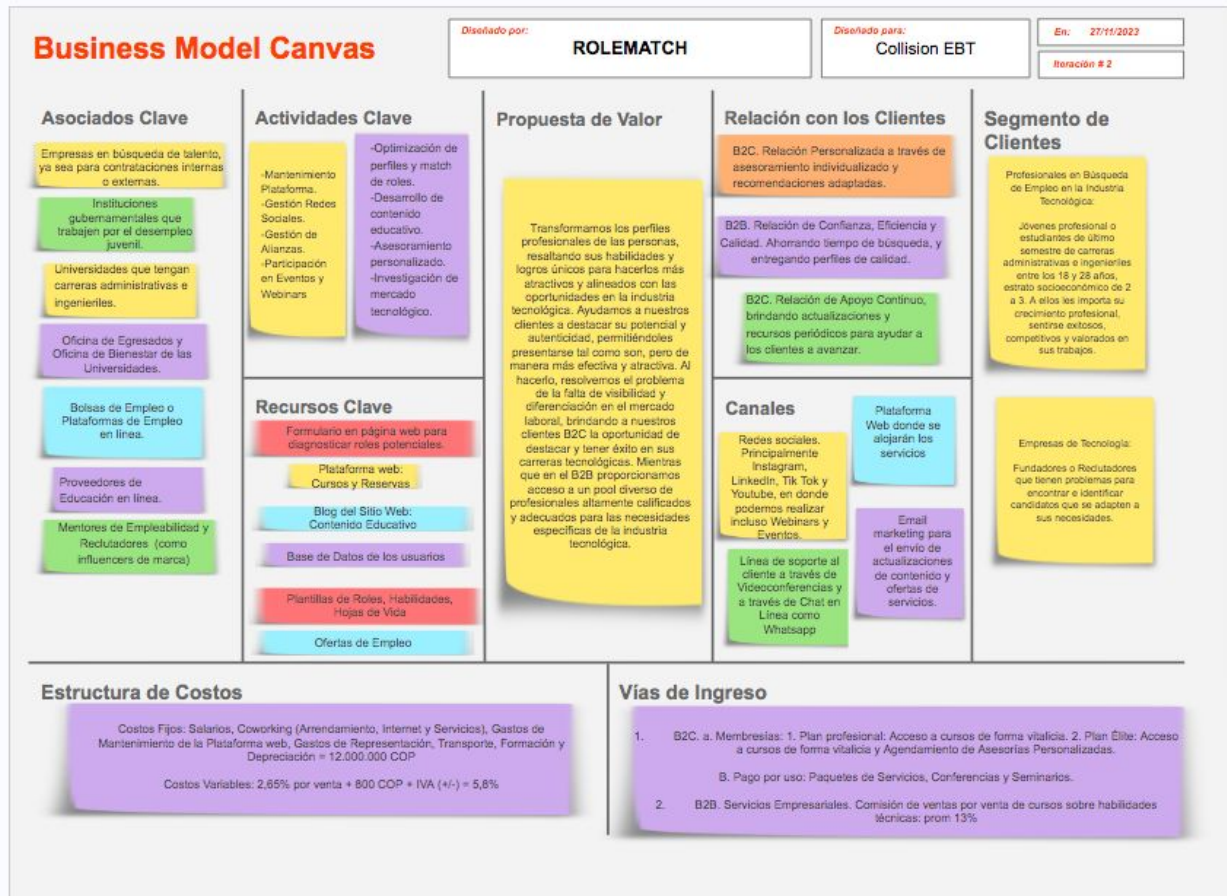 Business Model Canvas
Diseñado por:
ROLEMATCH
Diseñado para:
Collision EBT
En: 27/11/2023
Iteración # 2
Asociados Clave
Empresas en búsqueda de talento,
ya sea para contrataciones internas
o externas.
Instituciones
gubernamentales que
trabajen por el desempleo
juvenil.
Universidades que tengan
carreras administrativas e
ingenieriles.
Oficina de Egresados y
Oficina de Bienestar de las
Universidades.
Bolsas de Empleo o
Plataformas de Empleo
en línea.
Proveedores de
Educación en línea.
Mentores de Empleabilidad y
Reclutadores (como
influencers de marca)
Actividades Clave
-Mantenimiento
Plataforma.
-Gestión Redes
Sociales.
-Gestión de
Alianzas.
-Participación
en Eventos y
Webinars
-Optimización de
perfiles y match
de roles.
-Desarrollo de
contenido
educativo.
-Asesoramiento
personalizado.
-Investigación de
mercado
tecnológico.
Recursos Clave
Formulario en página web para
diagnosticar roles potenciales.
Plataforma web:
Cursos y Reservas
Blog del Sitio Web:
Contenido Educativo
Base de Datos de los usuarios
Plantillas de Roles, Habilidades,
Hojas de Vida
Ofertas de Empleo
Propuesta de Valor
Transformamos los perfiles
profesionales de las personas,
resaltando sus habilidades y
logros únicos para hacerlos más
atractivos y alineados con las
oportunidades en la industria
tecnológica. Ayudamos a nuestros
clientes a destacar su potencial y
autenticidad, permitiéndoles
presentarse tal como son, pero de
manera más efectiva y atractiva. Al
hacerlo, resolvemos el problema
de la falta de visibilidad y
diferenciación en el mercado
laboral, brindando a nuestros
clientes B2C la oportunidad de
destacar y tener éxito en sus
carreras tecnológicas. Mientras
que en el B2B proporcionamos
acceso a un pool diverso de
profesionales altamente calificados
y adecuados para las necesidades
específicas de la industria
tecnológica.
Relación con los Clientes
B2C. Relación Personalizada a través de
asesoramiento individualizado y
recomendaciones adaptadas.
B2B. Relación de Confianza, Eficiencia y
Calidad. Ahorrando tiempo de búsqueda, y
entregando perfiles de calidad.
B2C. Relación de Apoyo Continuo,
brindando actualizaciones y
recursos periódicos para ayudar a
los clientes a avanzar.
Canales
Redes sociales.
Principalmente
Instagram,
LinkedIn, Tik Tok y
Youtube, en donde
podemos realizar
incluso Webinars y
Eventos.
Plataforma
Web donde se
alojarán los
servicios
Línea de soporte al
cliente a través de
Videoconferencias y
a través de Chat en
Línea como
Whatsapp
Email
marketing para
el envío de
actualizaciones
de contenido y
ofertas de
servicios.
Segmento de
Clientes
Profesionales en Búsqueda
de Empleo en la Industria
Tecnológica:
Jóvenes profesional o
estudiantes de último
semestre de carreras
administrativas e ingenieriles
entre los 18 y 28 años,
estrato socioeconómico de 2
a 3. A ellos les importa su
crecimiento profesional,
sentirse exitosos,
competitivos y valorados en
sus trabajos.
Empresas de Tecnología:
Fundadores o Reclutadores
que tienen problemas para
encontrar e identificar
candidatos que se adapten a
sus necesidades.
Estructura de Costos
Costos Fijos: Salarios, Coworking (Arrendamiento, Internet y Servicios), Gastos de
Mantenimiento de la Plataforma web, Gastos de Representación, Transporte, Formación y
Depreciación = 12.000.000 COP
Costos Variables: 2,65% por venta + 800 COP + IVA (+/-) = 5,8%
Vías de Ingreso
1. B2C. a. Membresías: 1. Plan profesional: Acceso a cursos de forma vitalicia. 2. Plan Élite: Acceso
a cursos de forma vitalicia y Agendamiento de Asesorías Personalizadas.
B. Pago por uso: Paquetes de Servicios, Conferencias y Seminarios.
2. B2B. Servicios Empresariales. Comisión de ventas por venta de cursos sobre habilidades
técnicas: prom 13%